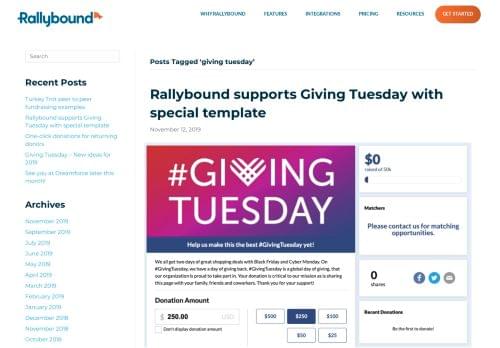 Rallybound
WHY RALLYBOUND FEATURES INTEGRATIONS PRICING RESOURCES GET STARTED
Search
Recent Posts
Turkey Trot peer to peer
fundraising examples
Rallybound supports Giving
Tuesday with special template
One-click donations for returning
donors
Giving Tuesday – New ideas for
2019
See you at Dreamforce later this
month!
Archives
November 2019
September 2019
July 2019
June 2019
May 2019
April 2019
March 2019
February 2019
January 2019
December 2018
November 2018
October 2018
Posts Tagged ‘giving tuesday’
Rallybound supports Giving Tuesday with
special template
November 12, 2019
#GIVING
TUESDAY
Help us make this the best #GivingTuesday yet!
We all get two days of great shopping deals with Black Friday and Cyber Monday. On
#GivingTuesday, we have a day of giving back. #GivingTuesday is a global day of giving, that
our organization is proud to take part in. Your donation is critical to our mission as is sharing
this page with your family, friends and coworkers. Thank you for your support!
Donation Amount
$ 250.00 USD
Don't display donation amount
$500 $250 $100
$50 $25
$0
raised of 50k
Matchers
Please contact us for matching
opportunities.
0
shares
Recent Donations
Be the first to donate!